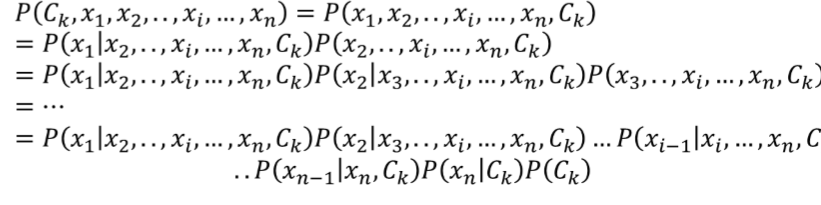 P(C_k, x_1, x_2, . . , x_i, … , x_n) = P(x_1, x_2, . . , x_i, … , x_n, C_k)
= P(x_1|x_2, . . , x_i, … , x_n, C_k)P(x_2, . . , x_i, … , x_n, C_k)
= P(x_1|x_2, . . , x_i, … , x_n, C_k)P(x_2|x_3, . . , x_i, … , x_n, C_k)P(x_3, . . , x_i, … , x_n, C_k)
= ⋯
= P(x_1|x_2, . . , x_i, … , x_n, C_k)P(x_2|x_3, . . , x_i, … , x_n, C_k) … P(x_{i−1}|x_i, … , x_n, C
. . P(x_{n−1}|x_n, C_k)P(x_n|C_k)P(C_k)